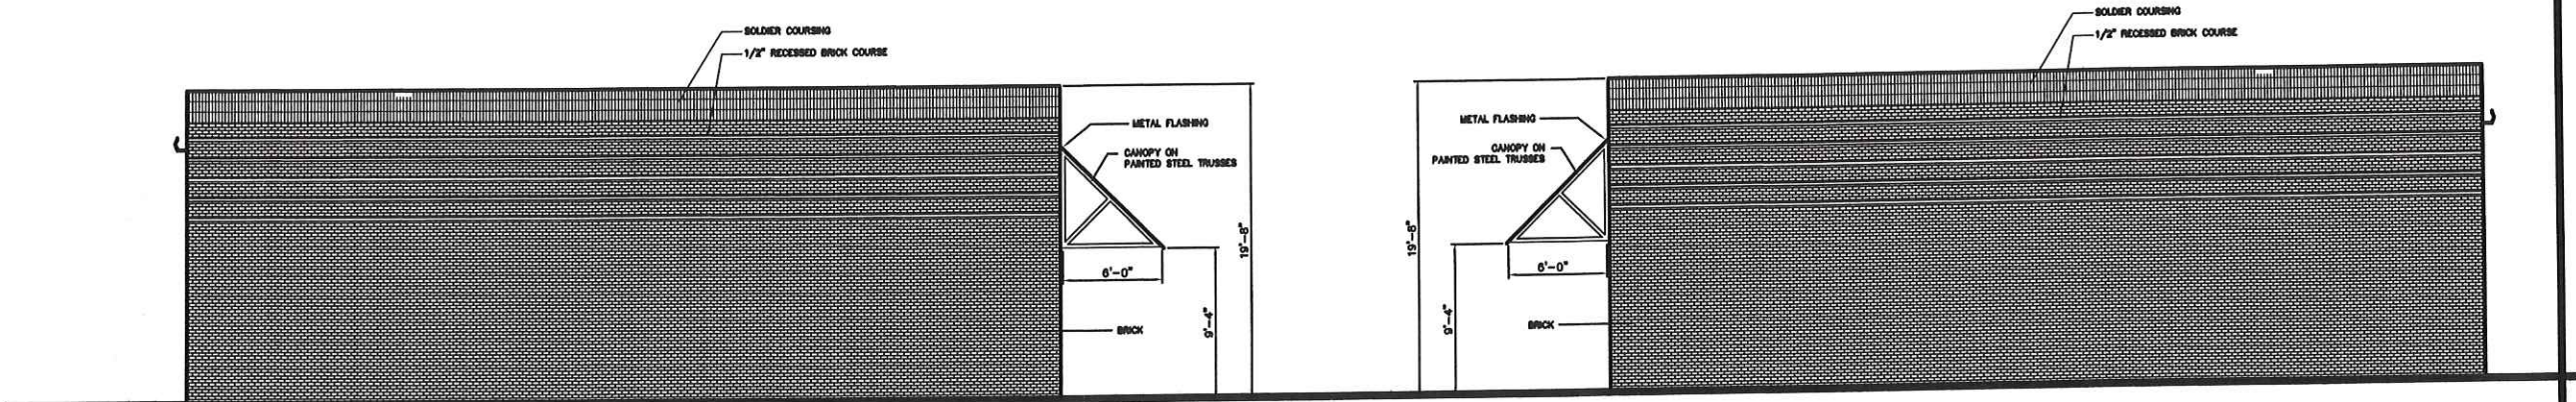 SOLDIER COURSING
1/2" RECESSED BRICK COURSE
METAL FLASHING
CANOPY ON
PAINTED STEEL TRUSSES
19'-8"
6'-0"
9'-4"
BRICK
SOLDIER COURSING
1/2" RECESSED BRICK COURSE
METAL FLASHING
CANOPY ON
PAINTED STEEL TRUSSES
19'-8"
6'-0"
9'-4"
BRICK